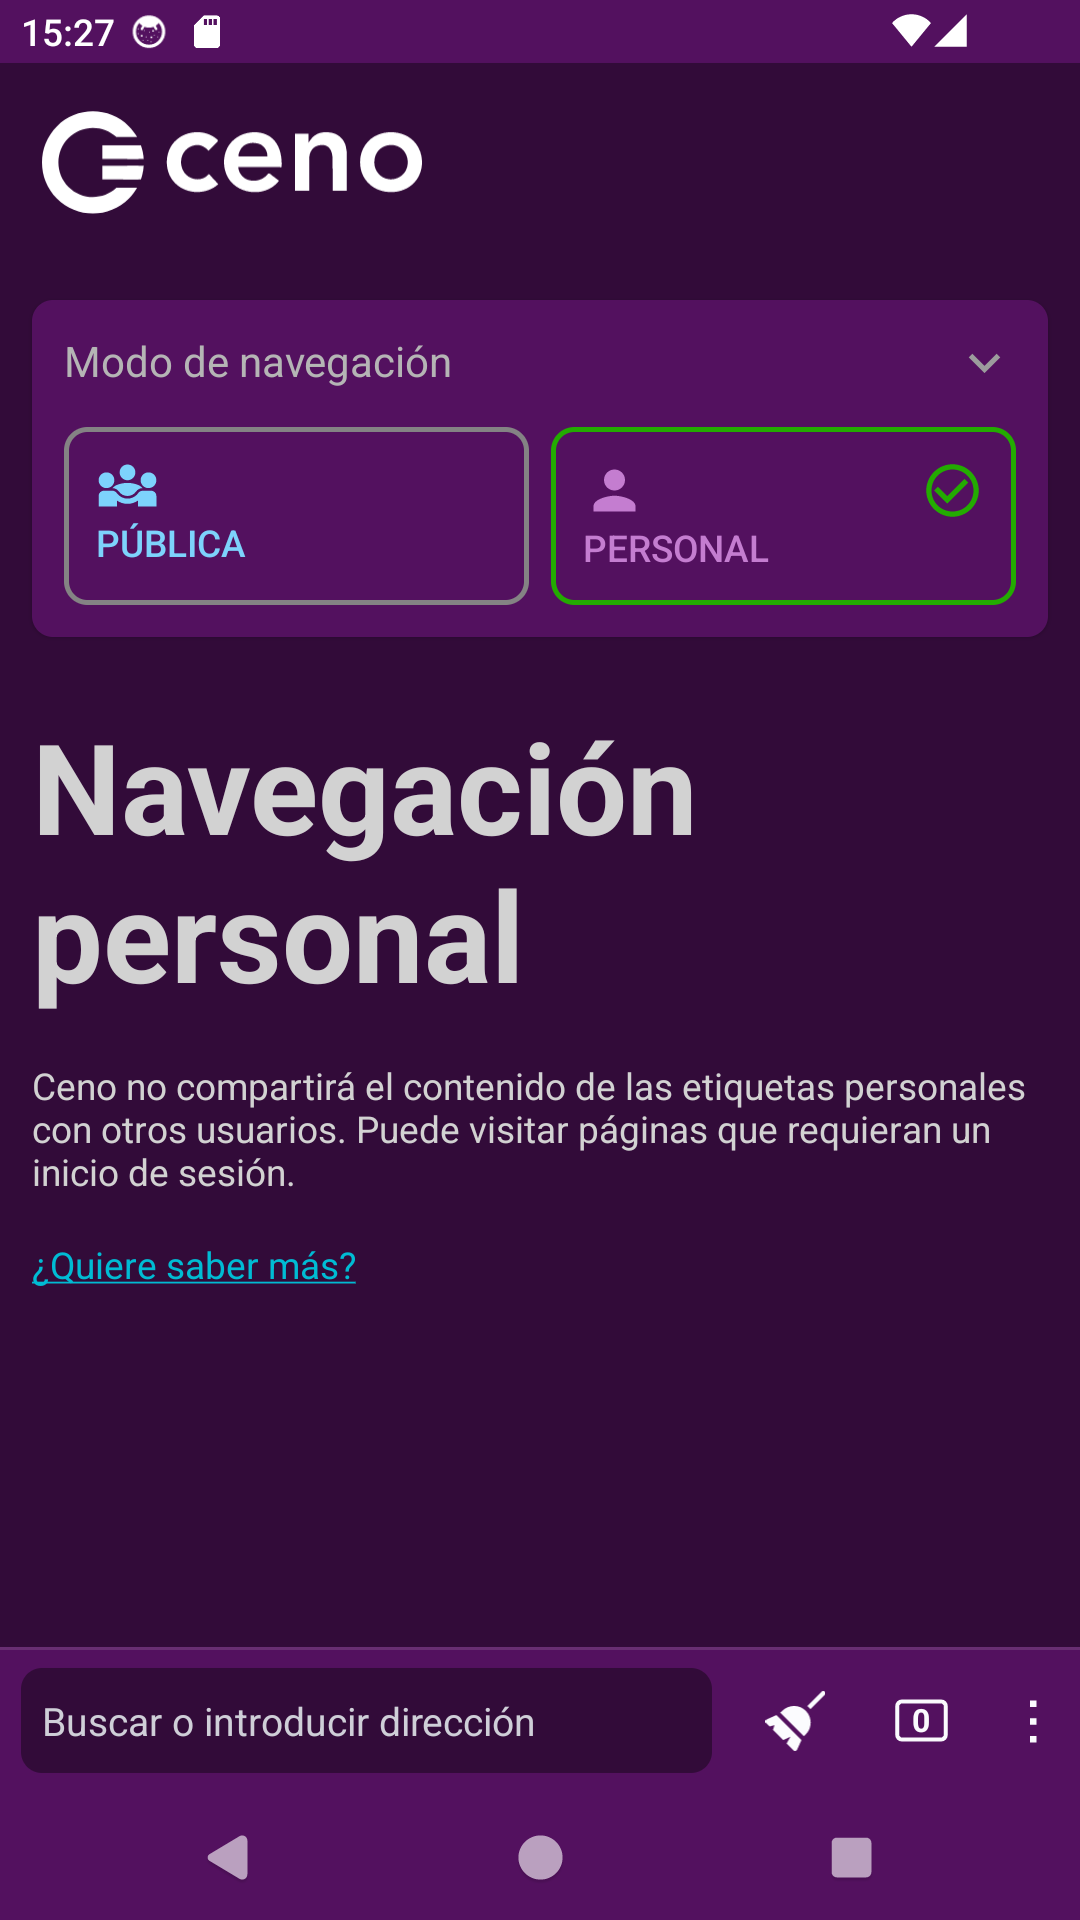 15:27
ceno
Modo de navegación
PÚBLICA
PERSONAL
Navegación
personal
Ceno no compartirá el contenido de las etiquetas personales
con otros usuarios. Puede visitar páginas que requieran un
inicio de sesión.
¿Quiere saber más?
Buscar o introducir dirección
0